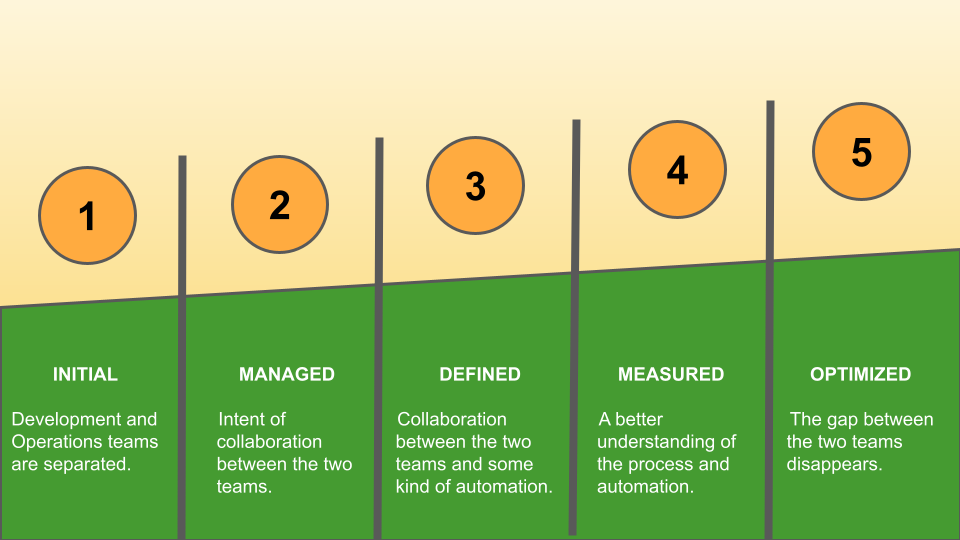 1
INITIAL
Development and
Operations teams
are separated.
2
MANAGED
Intent of
collaboration
between the two
teams.
3
DEFINED
Collaboration
between the two
teams and some
kind of automation.
4
MEASURED
A better
understanding of
the process and
automation.
5
OPTIMIZED
The gap between
the two teams
disappears.